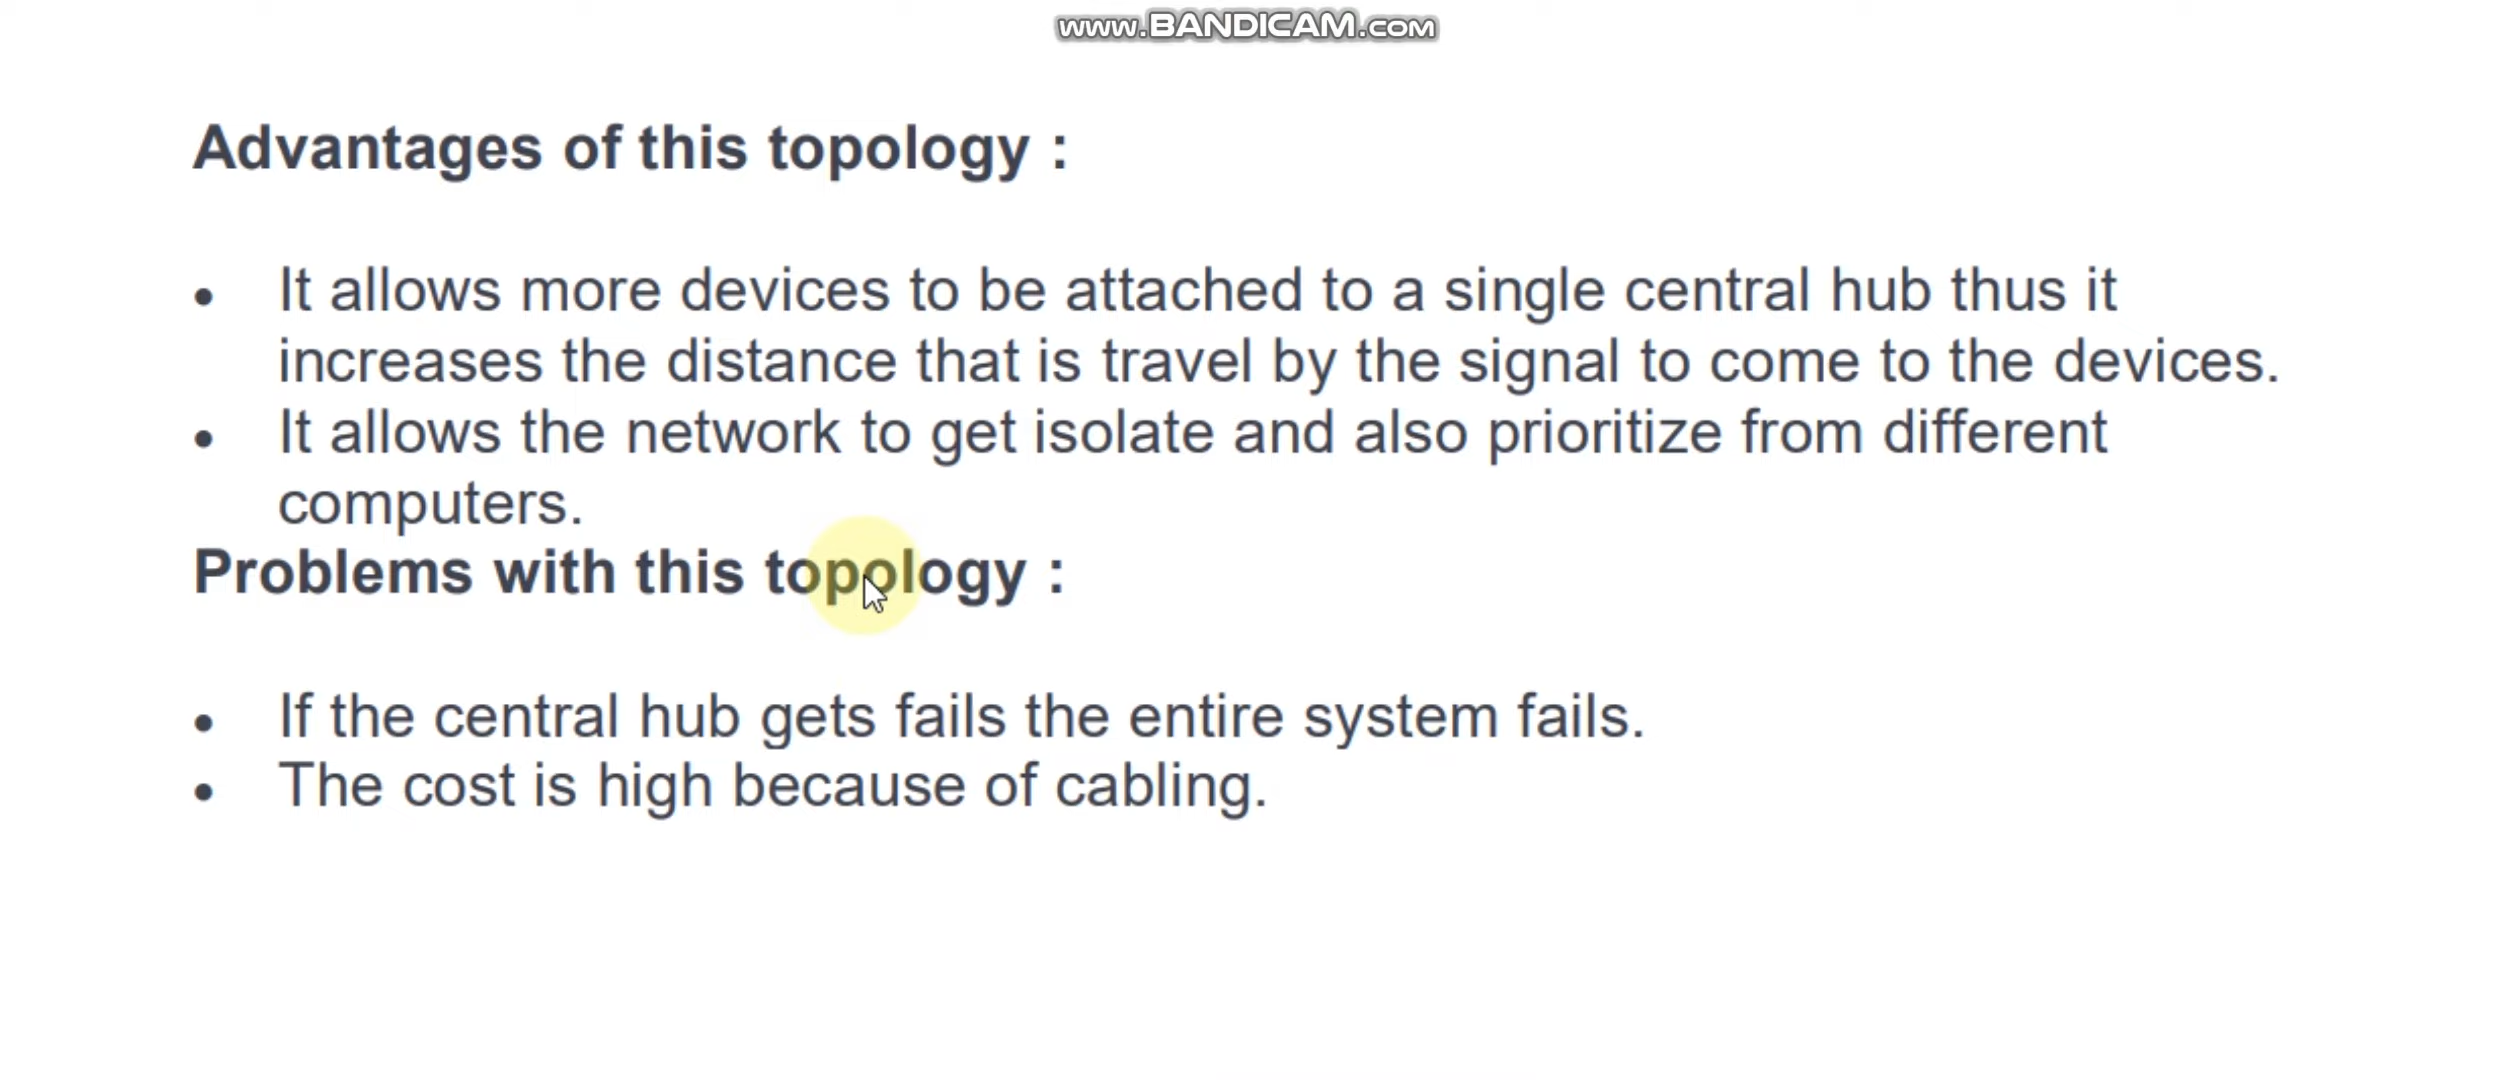 www.BANDICAM.com
Advantages of this topology :
• It allows more devices to be attached to a single central hub thus it
increases the distance that is travel by the signal to come to the devices.
• It allows the network to get isolate and also prioritize from different
computers.
Problems with this topology :
• If the central hub gets fails the entire system fails.
• The cost is high because of cabling.